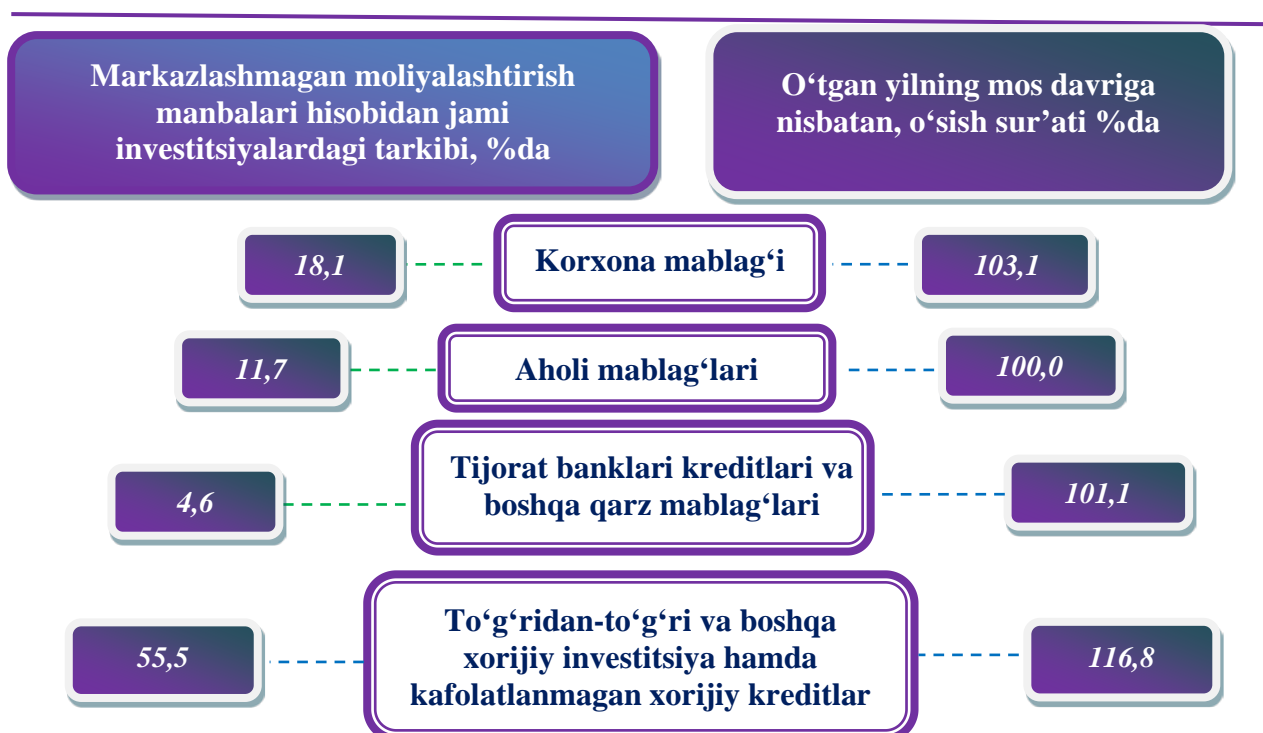 Markazlashmagan moliyalashtirish
manbalari hisobidan jami
investitsiyalardagi tarkibi, %da
O‘tgan yilning mos davriga
nisbatan, o‘sish sur’ati %da
18,1
Korxona mablag‘i
103,1
11,7
Aholi mablag‘lari
100,0
4,6
Tijorat banklari kreditlari va
boshqa qarz mablag‘lari
101,1
55,5
To‘g‘ridan-to‘g‘ri va boshqa
xorijiy investitsiya hamda
kafolatlanmagan xorijiy kreditlar
116,8